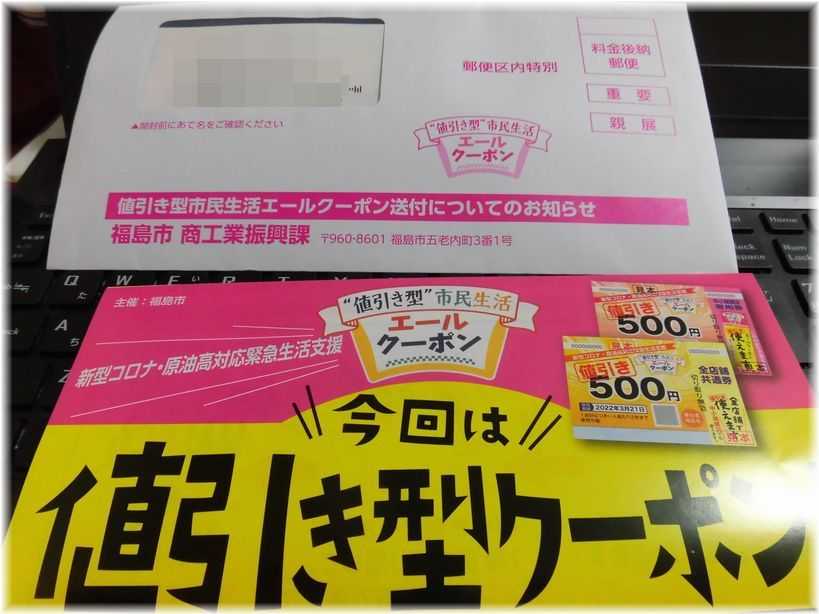 郵便区内特別
料金後納
郵便
重要
親展
▲開封前にあて名をご確認ください
"値引き型"市民生活
エール
クーポン
値引き型市民生活エールクーポン送付についてのお知らせ
福島市 商工業振興課 〒960-8601 福島市五老内町3番1号
主催：福島市
"値引き型"市民生活
エール
クーポン
新型コロナ・原油高対応緊急生活支援
見本
値引き
500円
値引き
500円
全店舗
共通券
切り取り無効
2022年3月21日
今回は
値引き型クーポン
Q W E R T
A
Num
Lock